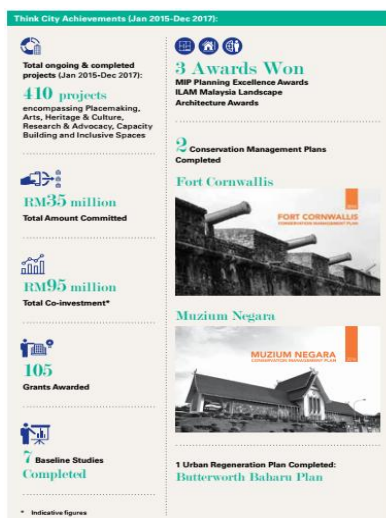 Think City Achievements (Jan 2015-Dec 2017):
Total ongoing & completed
projects (Jan 2015-Dec 2017):
410 projects
encompassing Placemaking,
Arts, Heritage & Culture,
Research & Advocacy, Capacity
Building and Inclusive Spaces
RM35 million
Total Amount Committed
RM95 million
Total Co-investment*
105
Grants Awarded
7 Baseline Studies
Completed
* Indicative figures
3 Awards Won
MIP Planning Excellence Awards
ILAM Malaysia Landscape
Architecture Awards
2 Conservation Management Plans
Completed
Fort Cornwallis
FORT CORNWALLIS
CONSERVATION MANAGEMENT PLAN
Muzium Negara
MUZIUM NEGARA
CONSERVATION MANAGEMENT PLAN
1 Urban Regeneration Plan Completed:
Butterworth Baharu Plan